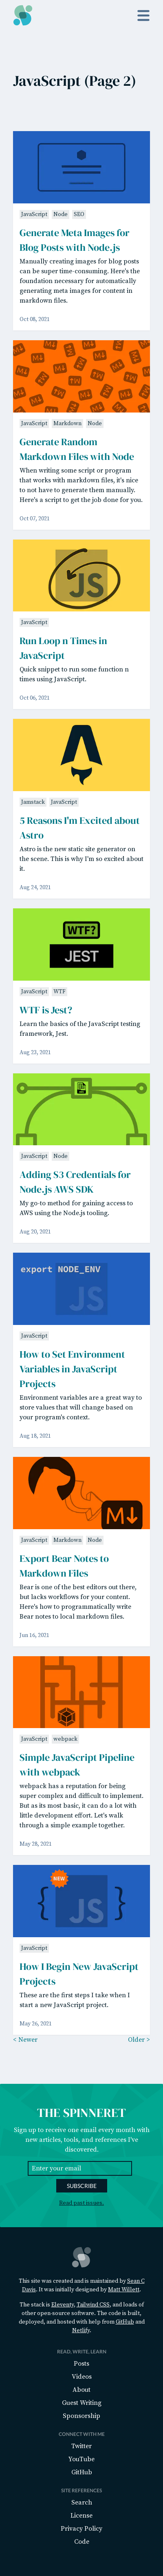 JavaScript (Page 2)
JavaScript Node SEO
Generate Meta Images for
Blog Posts with Node.js
Manually creating images for blog posts
can be super time-consuming. Here's the
foundation necessary for automatically
generating meta images for content in
markdown files.
Oct 08, 2021
JavaScript Markdown Node
Generate Random
Markdown Files with Node
When writing some script or program
that works with markdown files, it's nice
to not have to generate them manually.
Here's a script to get the job done for you.
Oct 07, 2021
JS
JavaScript
Run Loop n Times in
JavaScript
Quick snippet to run some function n
times using JavaScript.
Oct 06, 2021
Jamstack JavaScript
5 Reasons I'm Excited about
Astro
Astro is the new static site generator on
the scene. This is why I'm so excited about
it.
Aug 24, 2021
WTF?
JEST
JavaScript WTF
WTF is Jest?
Learn the basics of the JavaScript testing
framework, Jest.
Aug 23, 2021
JavaScript Node
Adding S3 Credentials for
Node.js AWS SDK
My go-to method for gaining access to
AWS using the Node.js tooling.
Aug 20, 2021
export NODE_ENV
JS
JavaScript
How to Set Environment
Variables in JavaScript
Projects
Environment variables are a great way to
store values that will change based on
your program's context.
Aug 18, 2021
JavaScript Markdown Node
Export Bear Notes to
Markdown Files
Bear is one of the best editors out there,
but lacks workflows for your content.
Here's how to programmatically write
Bear notes to local markdown files.
Jun 16, 2021
JavaScript webpack
Simple JavaScript Pipeline
with webpack
webpack has a reputation for being
super complex and difficult to implement.
But as its most basic, it can do a lot with
little development effort. Let's walk
through a simple example together.
May 28, 2021
NEW
{ JS }
JavaScript
How I Begin New JavaScript
Projects
These are the first steps I take when I
start a new JavaScript project.
May 26, 2021
< Newer Older >
THE SPINNERET
Sign up to receive one email every month with
new articles, tools, and references I've
discovered.
Enter your email
SUBSCRIBE
Read past issues.
This site was created and is maintained by Sean C
Davis. It was initially designed by Matt Willett.
The stack is Eleventy, Tailwind CSS, and tons of
other open source software. The code is built,
deployed, and hosted with help from GitHub and
Netlify.
READ, WRITE, LEARN
Posts
Videos
About
Guest Writing
Sponsorship
CONNECT WITH ME
Twitter
YouTube
GitHub
SITE REFERENCES
Search
License
Privacy Policy
Code